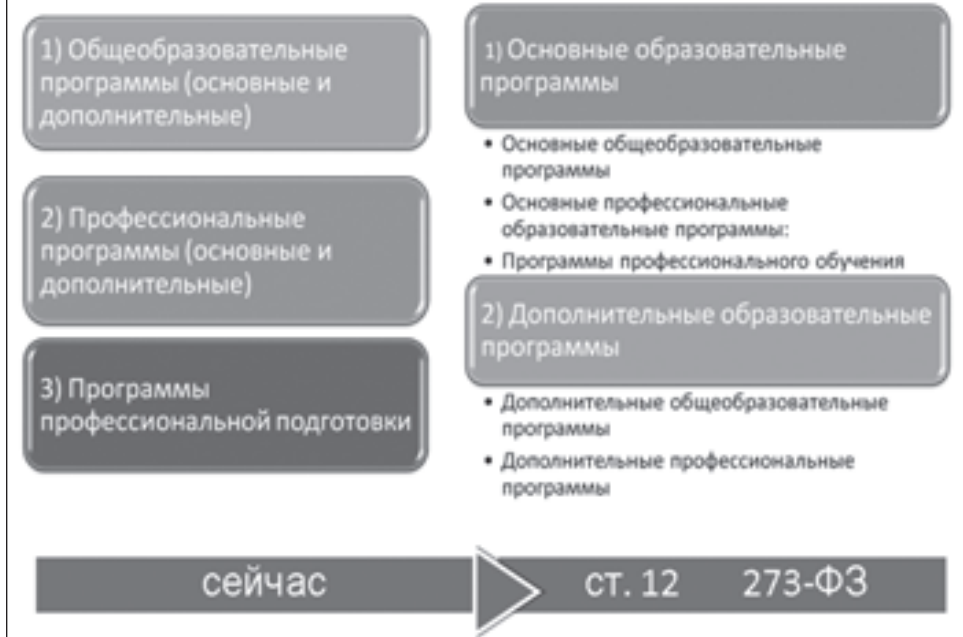 1) Общеобразовательные
программы (основные и
дополнительные)
2) Профессиональные
программы (основные и
дополнительные)
3) Программы
профессиональной подготовки
1) Основные образовательные
программы
• Основные общеобразовательные
программы
• Основные профессиональные
образовательные программы:
• Программы профессионального обучения
2) Дополнительные образовательные
программы
• Дополнительные общеобразовательные
программы
• Дополнительные профессиональные
программы
сейчас
ст. 12 273-ФЗ